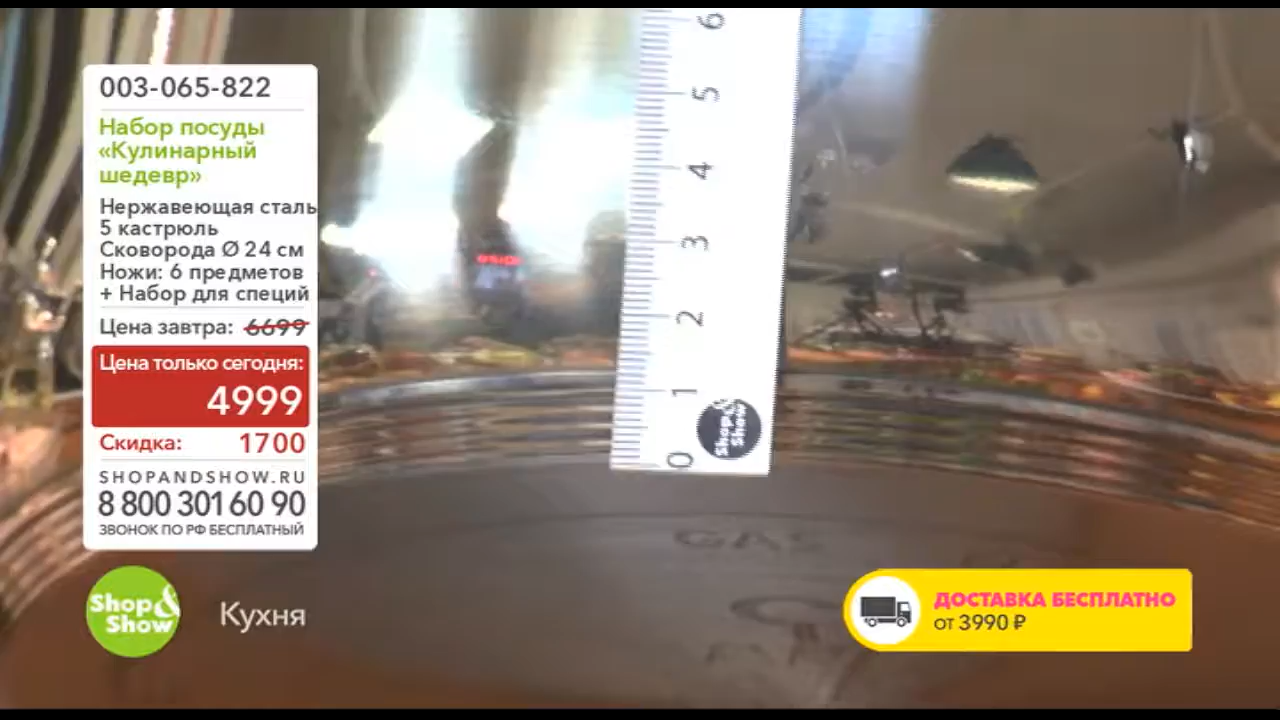 003-065-822
Набор посуды
«Кулинарный
шедевр»
Нержавеющая сталь
5 кастрюль
Сковорода Ø 24 см
Ножи: 6 предметов
+ Набор для специй
Цена завтра: 6699
Цена только сегодня:
4999
Скидка: 1700
SHOPANDSHOW.RU
8 800 301 60 90
ЗВОНОК ПО РФ БЕСПЛАТНЫЙ
Shop&
Show
Кухня
6
5
4
3
2
1
0
Shop&
Show
GAS
ДОСТАВКА БЕСПЛАТНО
от 3990 ₽